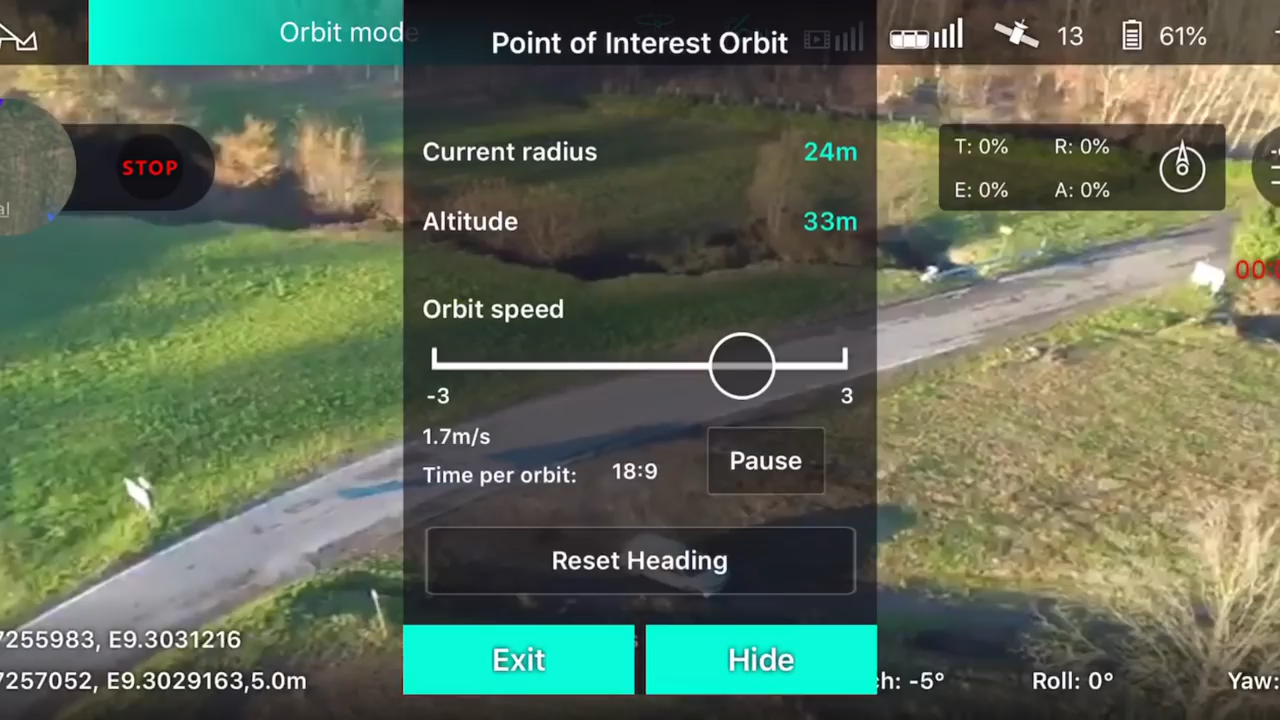 Orbit mode
Point of Interest Orbit
13
61%
Current radius 24m
Altitude 33m
STOP
T: 0% R: 0%
E: 0% A: 0%
Orbit speed
-3 3
1.7m/s
Time per orbit: 18:9
Pause
Reset Heading
7255983, E9.3031216
7257052, E9.3029163,5.0m
Exit
Hide
ch: -5°
Roll: 0°
Yaw: